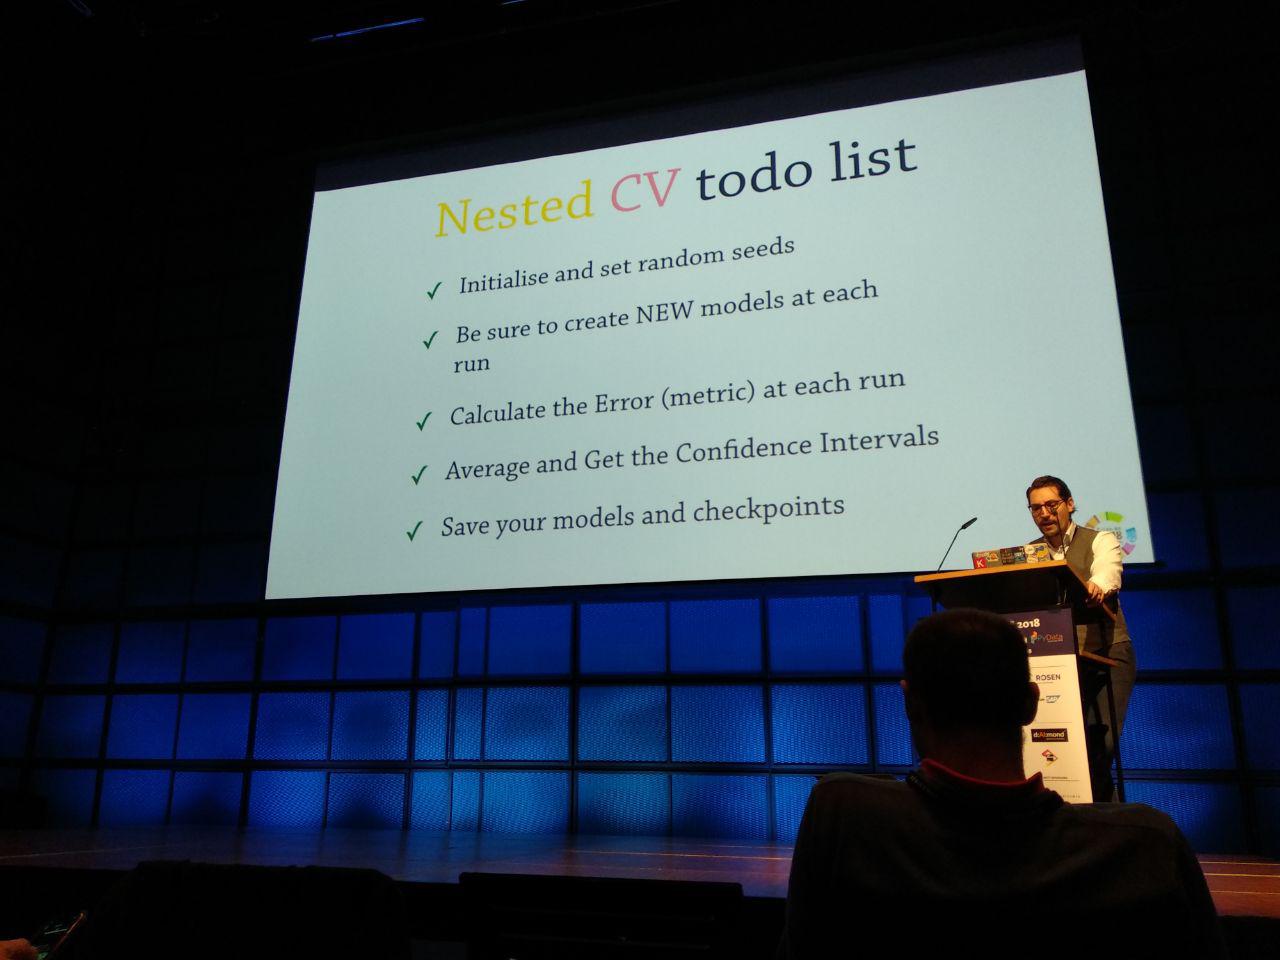 Nested CV todo list
✓ Initialise and set random seeds
✓ Be sure to create NEW models at each
run
✓ Calculate the Error (metric) at each run
✓ Average and Get the Confidence Intervals
✓ Save your models and checkpoints
K
2018
PyData
ROSEN
SAP